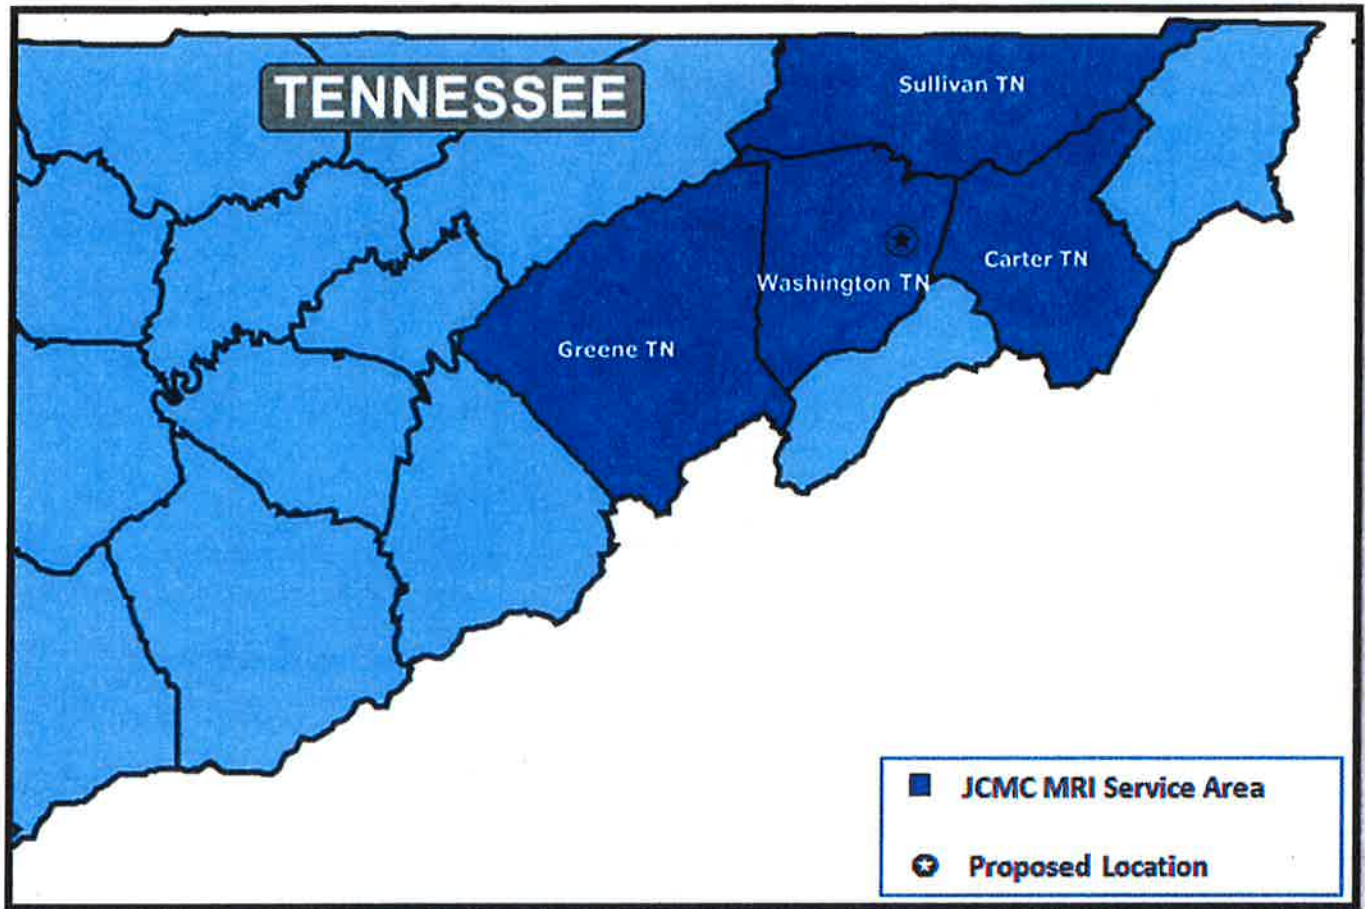 TENNESSEE
Sullivan TN
Carter TN
Washington TN
Greene TN
JCMC MRI Service Area
Proposed Location